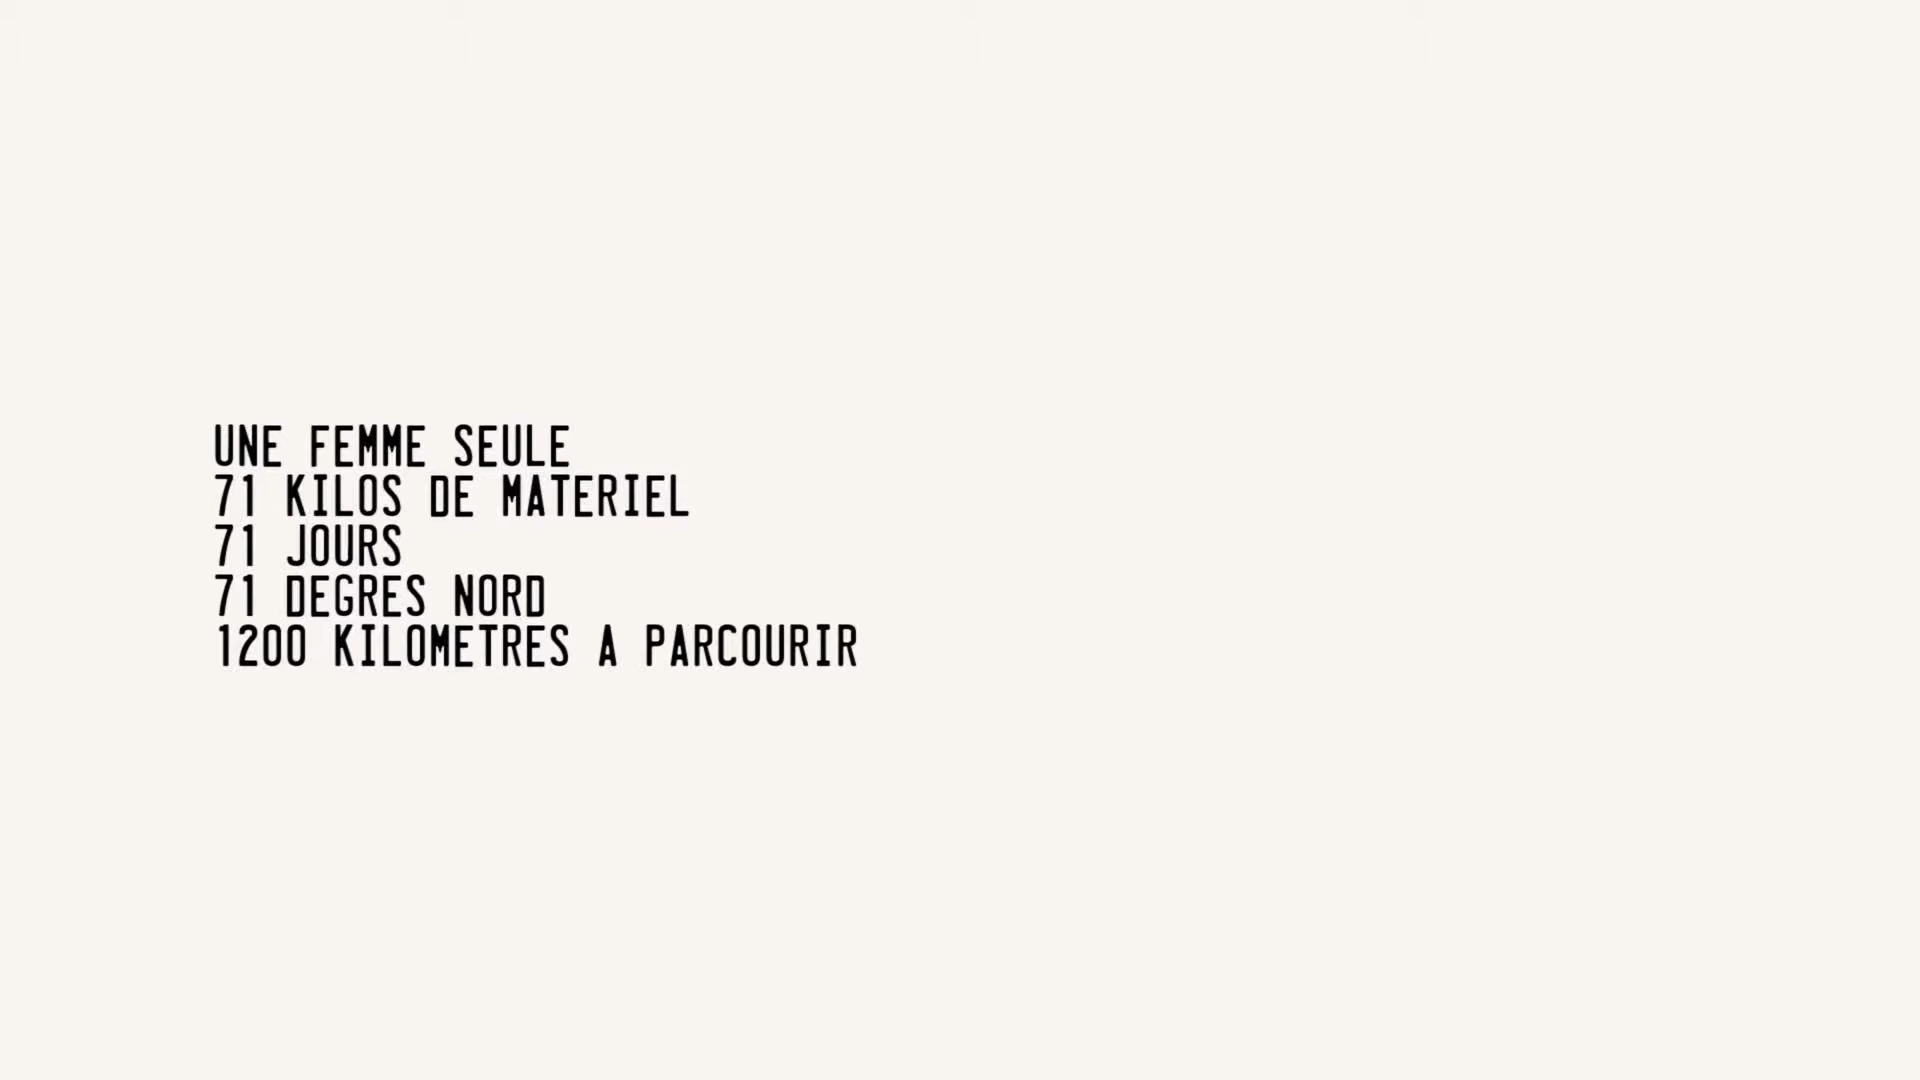 UNE FEMME SEULE
71 KILOS DE MATERIEL
71 JOURS
71 DEGRES NORD
1200 KILOMETRES A PARCOURIR